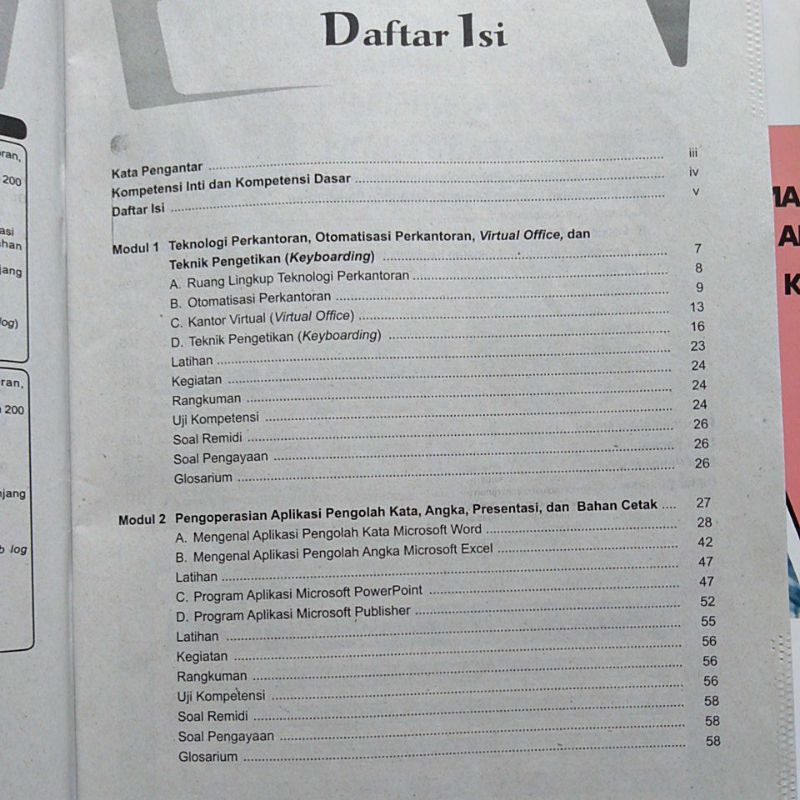 Daftar Isi
Kata Pengantar ........ iii
Kompetensi Inti dan Kompetensi Dasar ........ iv
Daftar Isi ........ v
Modul 1 Teknologi Perkantoran, Otomatisasi Perkantoran, Virtual Office, dan
Teknik Pengetikan (Keyboarding) ........ 7
A. Ruang Lingkup Teknologi Perkantoran ........ 8
B. Otomatisasi Perkantoran ........ 9
C. Kantor Virtual (Virtual Office) ........ 13
D. Teknik Pengetikan (Keyboarding) ........ 16
Latihan ........ 23
Kegiatan ........ 24
Rangkuman ........ 24
Uji Kompetensi ........ 24
Soal Remidi ........ 26
Soal Pengayaan ........ 26
Glosarium ........ 26
Modul 2 Pengoperasian Aplikasi Pengolah Kata, Angka, Presentasi, dan Bahan Cetak .... 27
A. Mengenal Aplikasi Pengolah Kata Microsoft Word ........ 28
B. Mengenal Aplikasi Pengolah Angka Microsoft Excel ........ 42
Latihan ........ 47
C. Program Aplikasi Microsoft PowerPoint ........ 47
D. Program Aplikasi Microsoft Publisher ........ 52
Latihan ........ 55
Kegiatan ........ 56
Rangkuman ........ 56
Uji Kompetensi ........ 56
Soal Remidi ........ 58
Soal Pengayaan ........ 58
Glosarium ........ 58
200
200
log